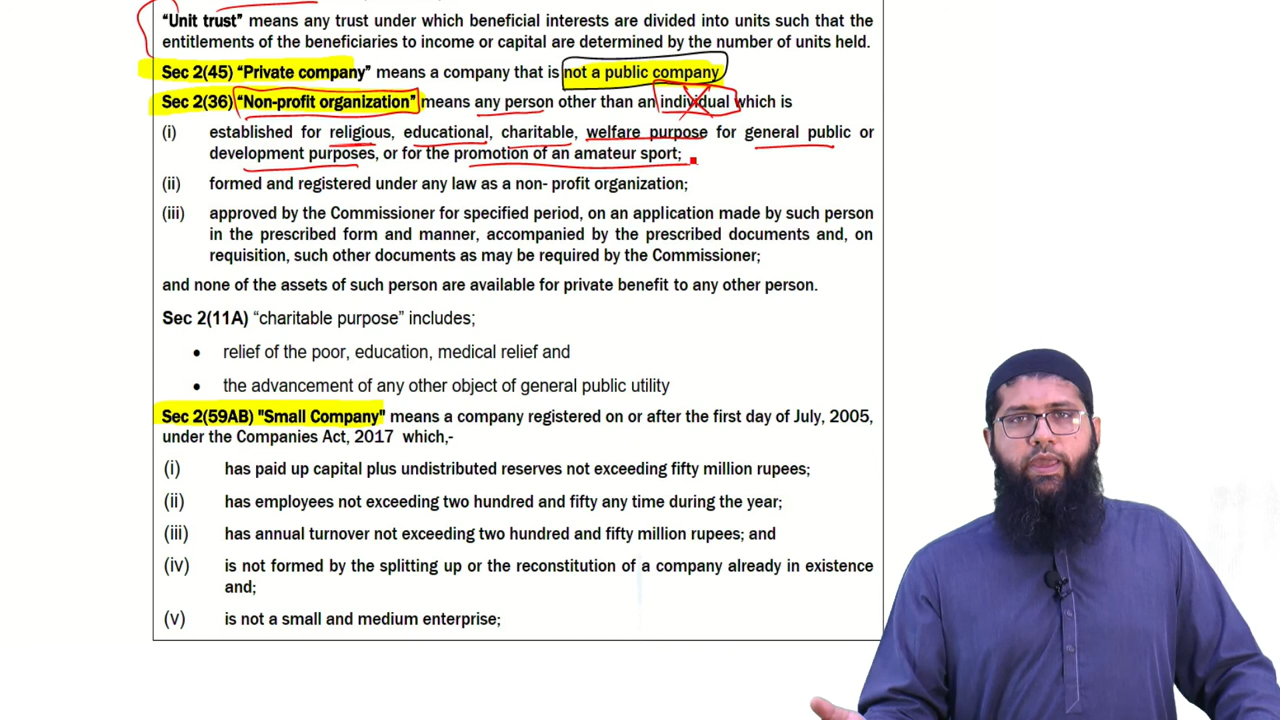 “Unit trust” means any trust under which beneficial interests are divided into units such that the
entitlements of the beneficiaries to income or capital are determined by the number of units held.
Sec 2(45) “Private company” means a company that is not a public company
Sec 2(36) “Non-profit organization” means any person other than an individual which is
(i) established for religious, educational, charitable, welfare purpose for general public or
development purposes, or for the promotion of an amateur sport;
(ii) formed and registered under any law as a non- profit organization;
(iii) approved by the Commissioner for specified period, on an application made by such person
in the prescribed form and manner, accompanied by the prescribed documents and, on
requisition, such other documents as may be required by the Commissioner;
and none of the assets of such person are available for private benefit to any other person.
Sec 2(11A) “charitable purpose” includes;
• relief of the poor, education, medical relief and
• the advancement of any other object of general public utility
Sec 2(59AB) "Small Company" means a company registered on or after the first day of July, 2005,
under the Companies Act, 2017 which,-
(i) has paid up capital plus undistributed reserves not exceeding fifty million rupees;
(ii) has employees not exceeding two hundred and fifty any time during the year;
(iii) has annual turnover not exceeding two hundred and fifty million rupees; and
(iv) is not formed by the splitting up or the reconstitution of a company already in existence
and;
(v) is not a small and medium enterprise;